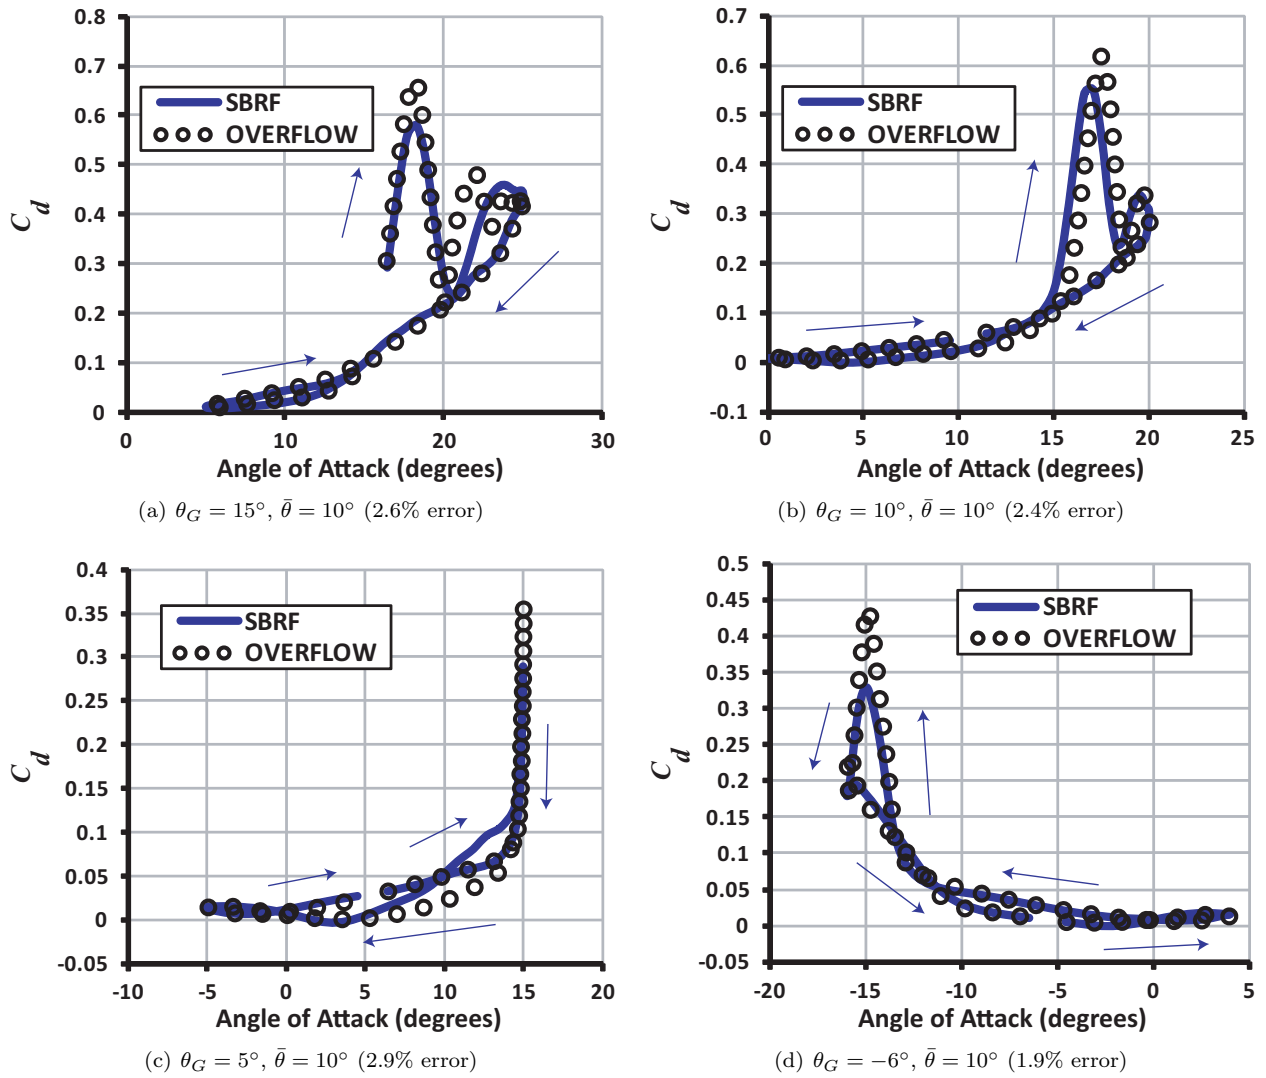 0.8
0.7
0.6
0.5
0.4
0.3
0.2
0.1
0
C_d
SBRF
OVERFLOW
0 10 20 30
Angle of Attack (degrees)
(a) θ_G = 15°, θ̄ = 10° (2.6% error)
0.7
0.6
0.5
0.4
0.3
0.2
0.1
0
-0.1
C_d
SBRF
OVERFLOW
0 5 10 15 20 25
Angle of Attack (degrees)
(b) θ_G = 10°, θ̄ = 10° (2.4% error)
0.4
0.35
0.3
0.25
0.2
0.15
0.1
0.05
0
-0.05
C_d
SBRF
OVERFLOW
-10 -5 0 5 10 15 20
Angle of Attack (degrees)
(c) θ_G = 5°, θ̄ = 10° (2.9% error)
0.5
0.45
0.4
0.35
0.3
0.25
0.2
0.15
0.1
0.05
0
-0.05
C_d
SBRF
OVERFLOW
-20 -15 -10 -5 0 5
Angle of Attack (degrees)
(d) θ_G = −6°, θ̄ = 10° (1.9% error)